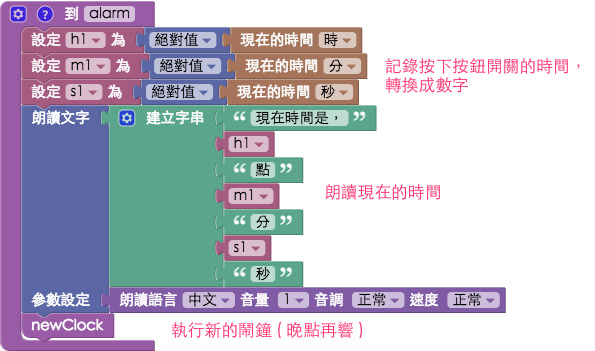 到 alarm
設定 h1 為 絕對值 現在的時間 時
設定 m1 為 絕對值 現在的時間 分
設定 s1 為 絕對值 現在的時間 秒
記錄按下按鈕開關的時間，
轉換成數字
朗讀文字 建立字串 “ 現在時間是， ”
h1
“ 點 ”
m1
朗讀現在的時間
“ 分 ”
s1
“ 秒 ”
參數設定 朗讀語言 中文 音量 1 音調 正常 速度 正常
newClock
執行新的鬧鐘 ( 晚點再響 )